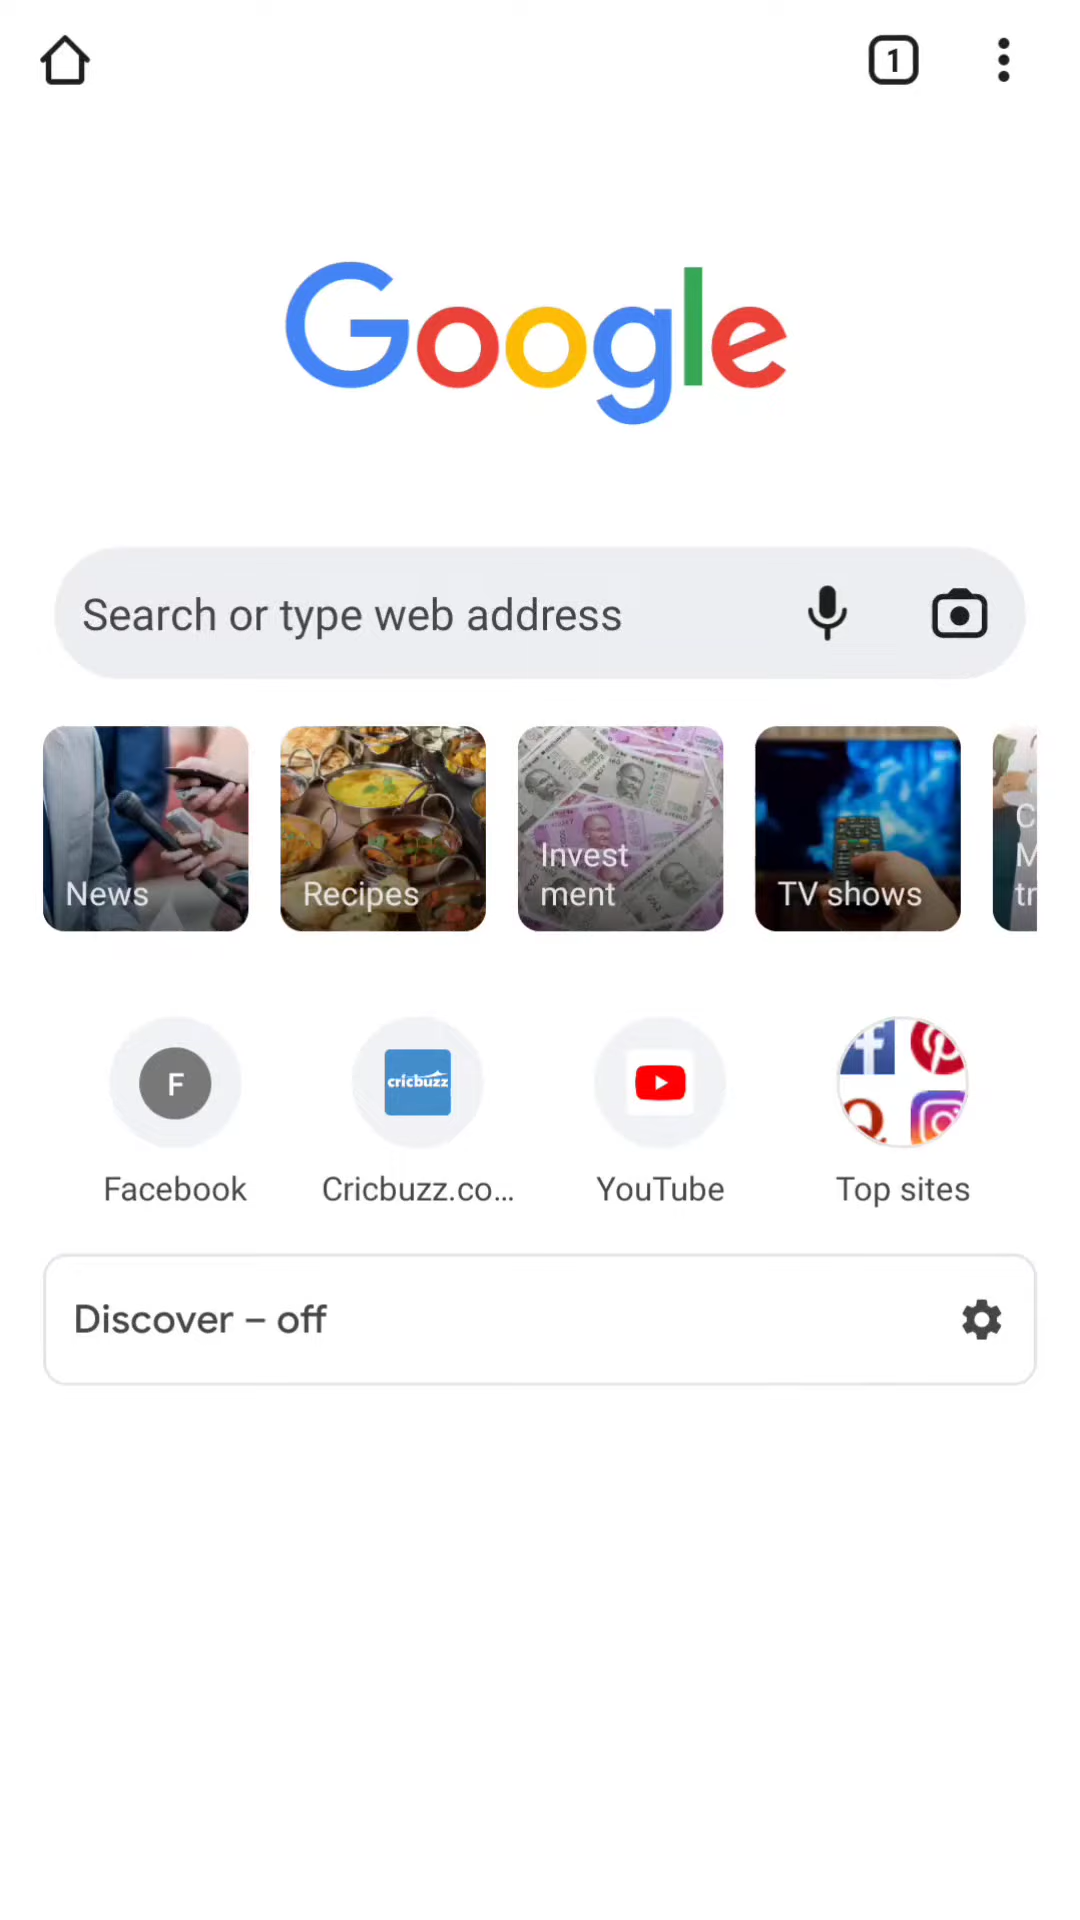 1
Google
Search or type web address
News
Recipes
Invest
ment
TV shows
F
cricbuzz
Facebook
Cricbuzz.co...
YouTube
Top sites
Discover – off